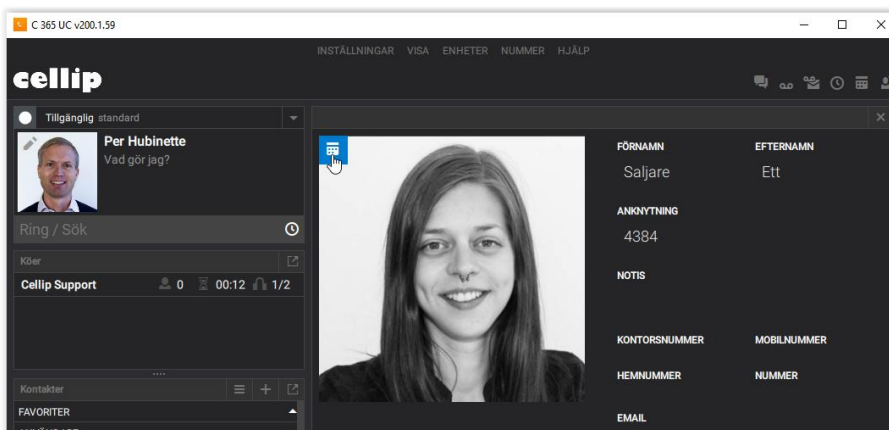 C 365 UC v200.1.59
INSTÄLLNINGAR VISA ENHETER NUMMER HJÄLP
cellip
Tillgänglig standard
Per Hubinette
Vad gör jag?
Ring / Sök
Köer
Cellip Support 0 00:12 1/2
Kontakter
FAVORITER
FÖRNAMN EFTERNAMN
Saljare Ett
ANKNYTNING
4384
NOTIS
KONTORSNUMMER MOBILNUMMER
HEMNUMMER NUMMER
EMAIL